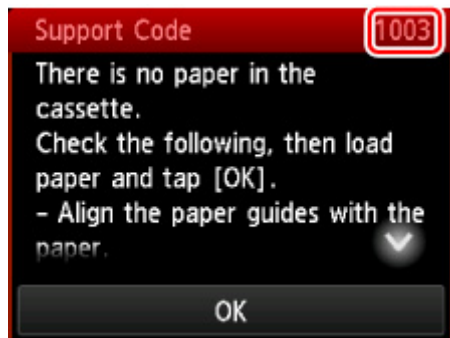 Support Code 1003
There is no paper in the
cassette.
Check the following, then load
paper and tap [OK].
- Align the paper guides with the
paper.
OK